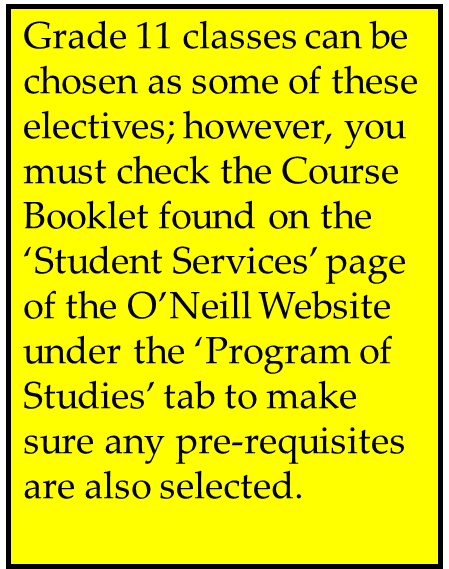 Grade 11 classes can be
chosen as some of these
electives; however, you
must check the Course
Booklet found on the
‘Student Services’ page
of the O’Neill Website
under the ‘Program of
Studies’ tab to make
sure any pre-requisites
are also selected.